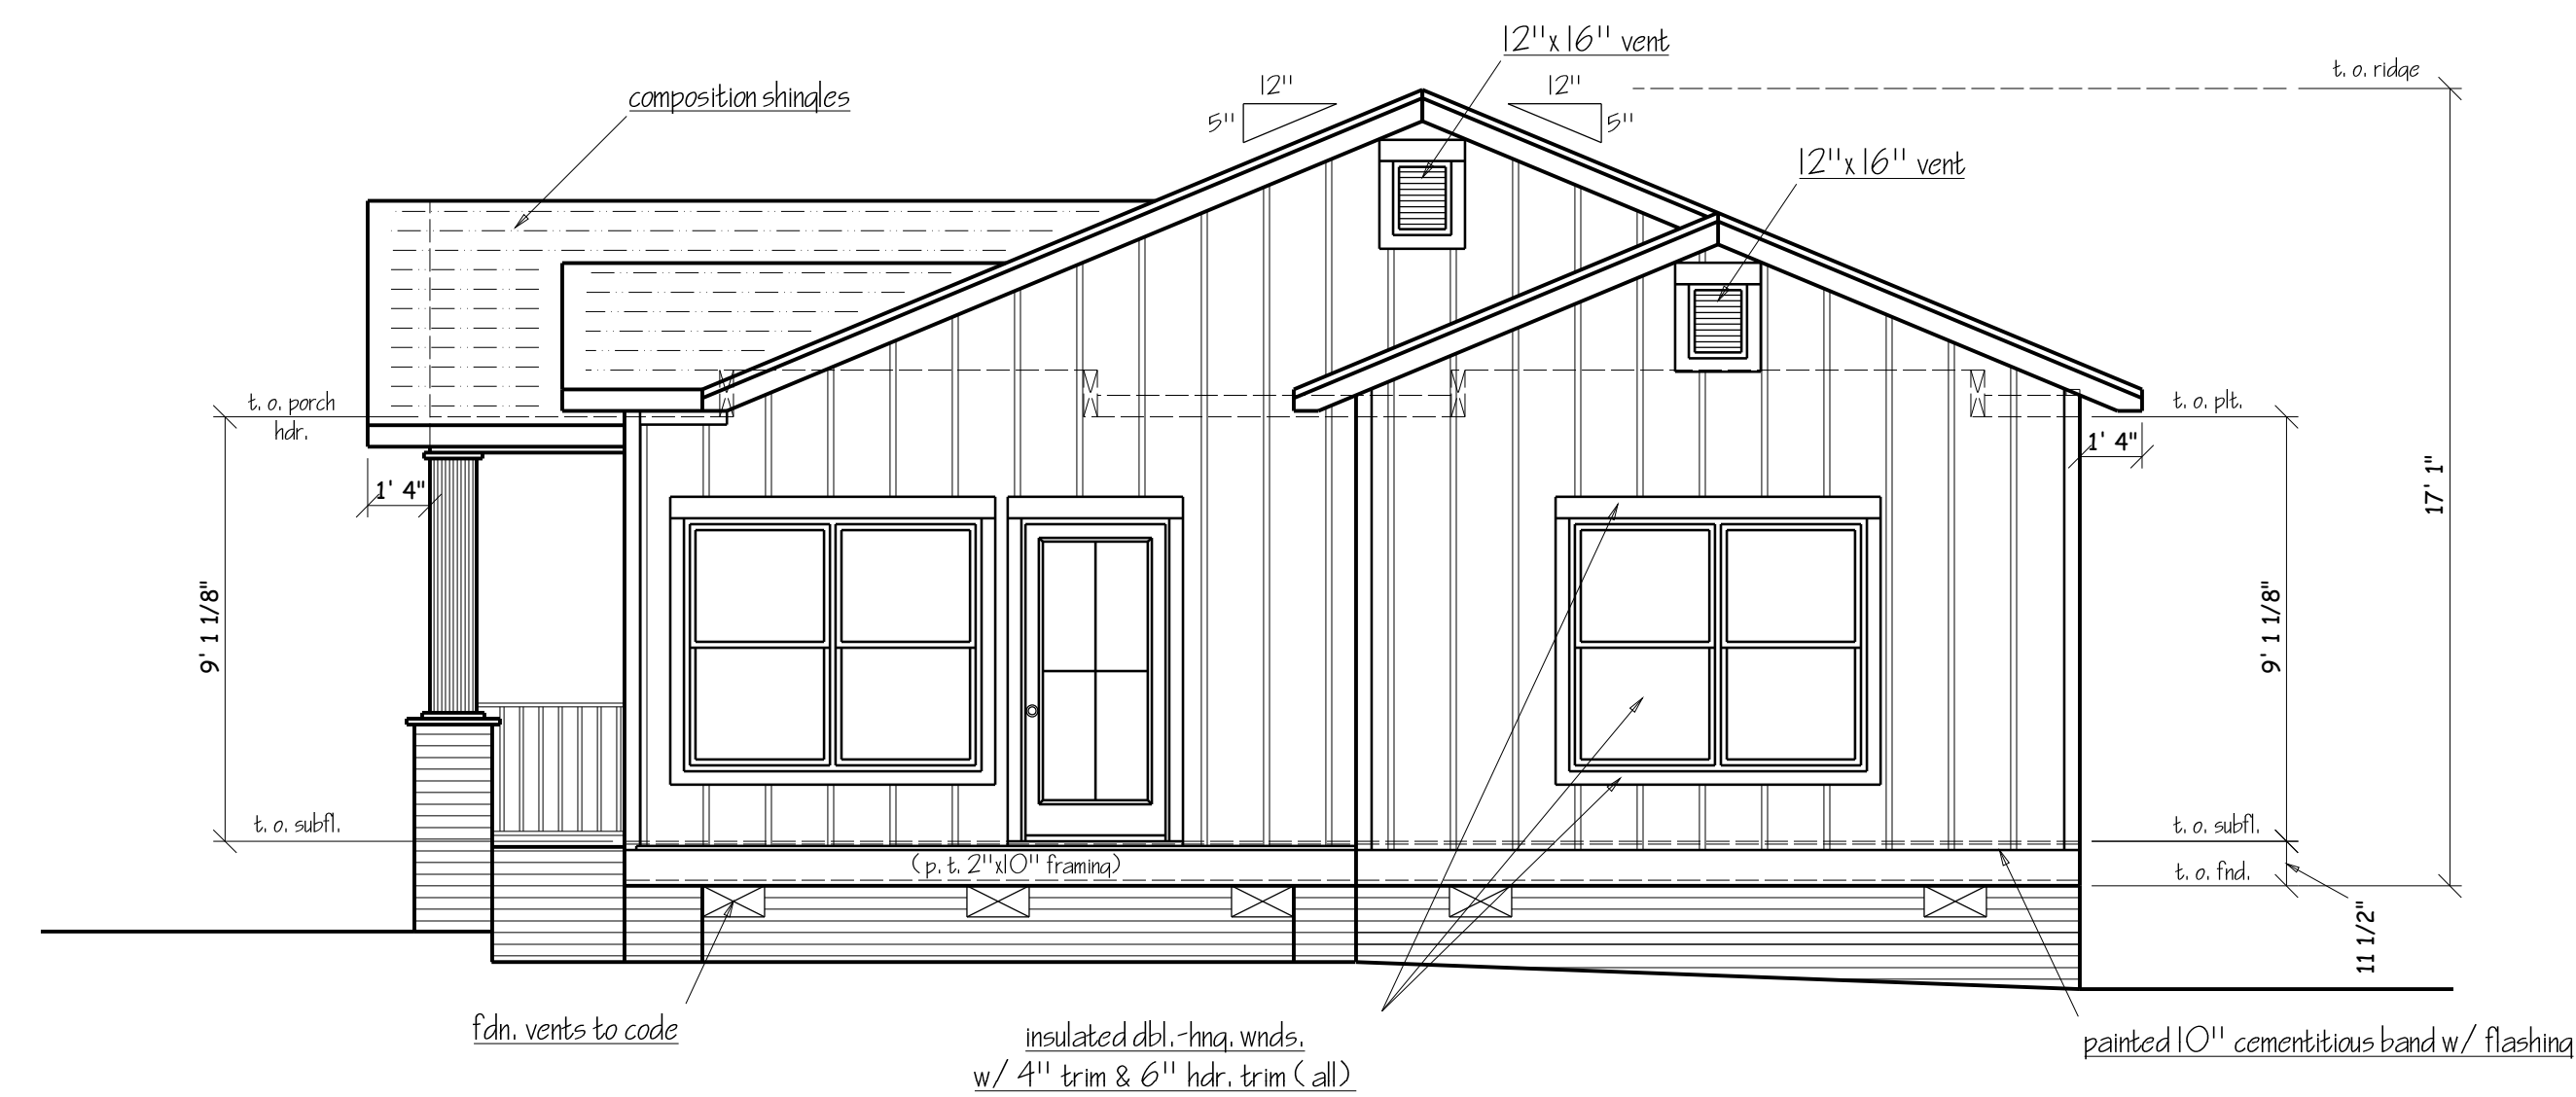 12"x 16" vent
t. o. ridge
composition shingles
12"
12"
5"
5"
12"x 16" vent
t. o. porch
hdr.
t. o. plt.
1' 4"
1' 4"
17' 1"
9' 1 1/8"
9' 1 1/8"
t. o. subfl.
t. o. subfl.
(p. t. 2"x10" framing)
t. o. fnd.
11 1/2"
fdn. vents to code
insulated dbl.-hng. wnds.
w/ 4" trim & 6" hdr. trim (all)
painted 10" cementitious band w/ flashing